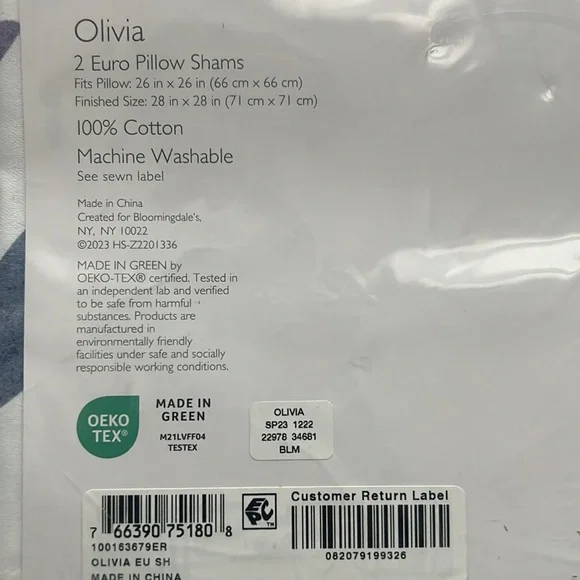 Olivia
2 Euro Pillow Shams
Fits Pillow: 26 in x 26 in (66 cm x 66 cm)
Finished Size: 28 in x 28 in (71 cm x 71 cm)
100% Cotton
Machine Washable
See sewn label
Made in China
Created for Bloomingdale's,
NY, NY 10022
©2023 HS-Z2201336
MADE IN GREEN by
OEKO-TEX® certified. Tested in
an independent lab and verified
to be safe from harmful
substances. Products are
manufactured in
environmentally friendly
facilities under safe and socially
responsible working conditions.
OEKO
TEX®
MADE IN
GREEN
M21LVFF04
TESTEX
OLIVIA
SP23 1222
22978 34681
BLM
7 66390 75180 8
100163679ER
OLIVIA EU SH
MADE IN CHINA
EPC™
Customer Return Label
082079199326